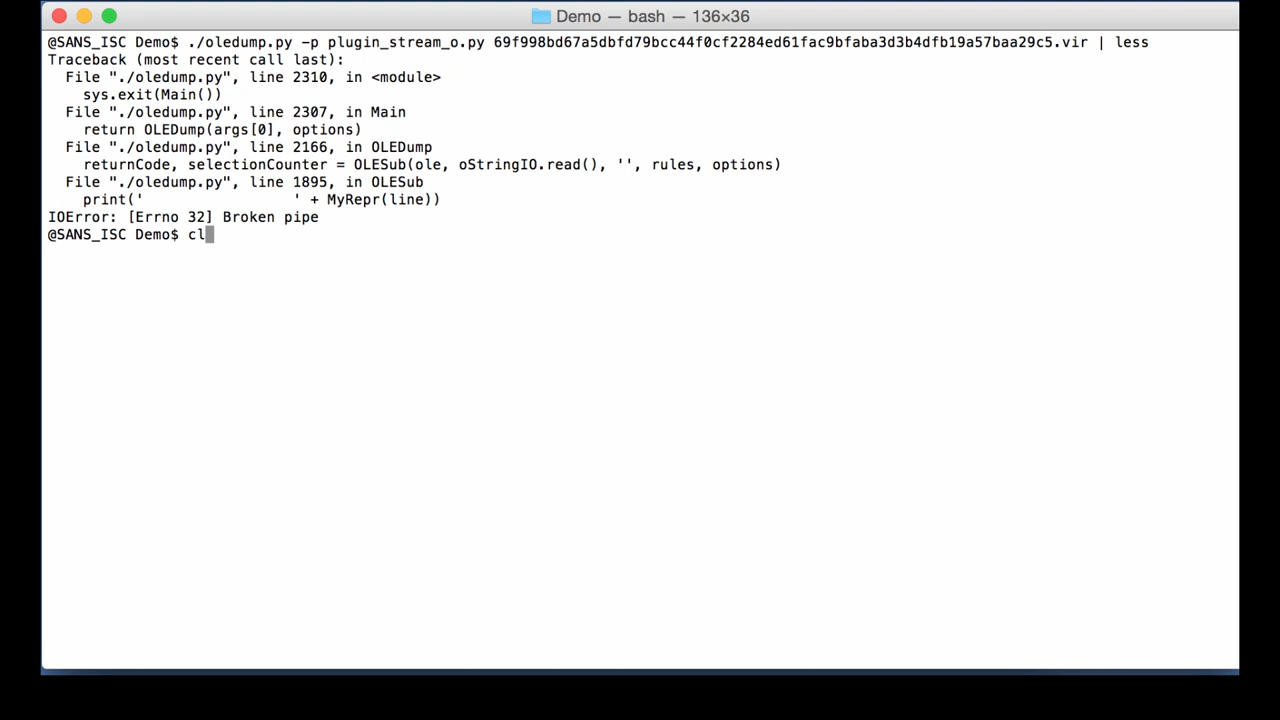 Demo — bash — 136×36
@SANS_ISC Demo$ ./oledump.py -p plugin_stream_o.py 69f998bd67a5dbfd79bcc44f0cf2284ed61fac9bfaba3d3b4dfb19a57baa29c5.vir | less
Traceback (most recent call last):
  File "./oledump.py", line 2310, in <module>
    sys.exit(Main())
  File "./oledump.py", line 2307, in Main
    return OLEDump(args[0], options)
  File "./oledump.py", line 2166, in OLEDump
    returnCode, selectionCounter = OLESub(ole, oStringIO.read(), '', rules, options)
  File "./oledump.py", line 1895, in OLESub
    print('                 ' + MyRepr(line))
IOError: [Errno 32] Broken pipe
@SANS_ISC Demo$ cl